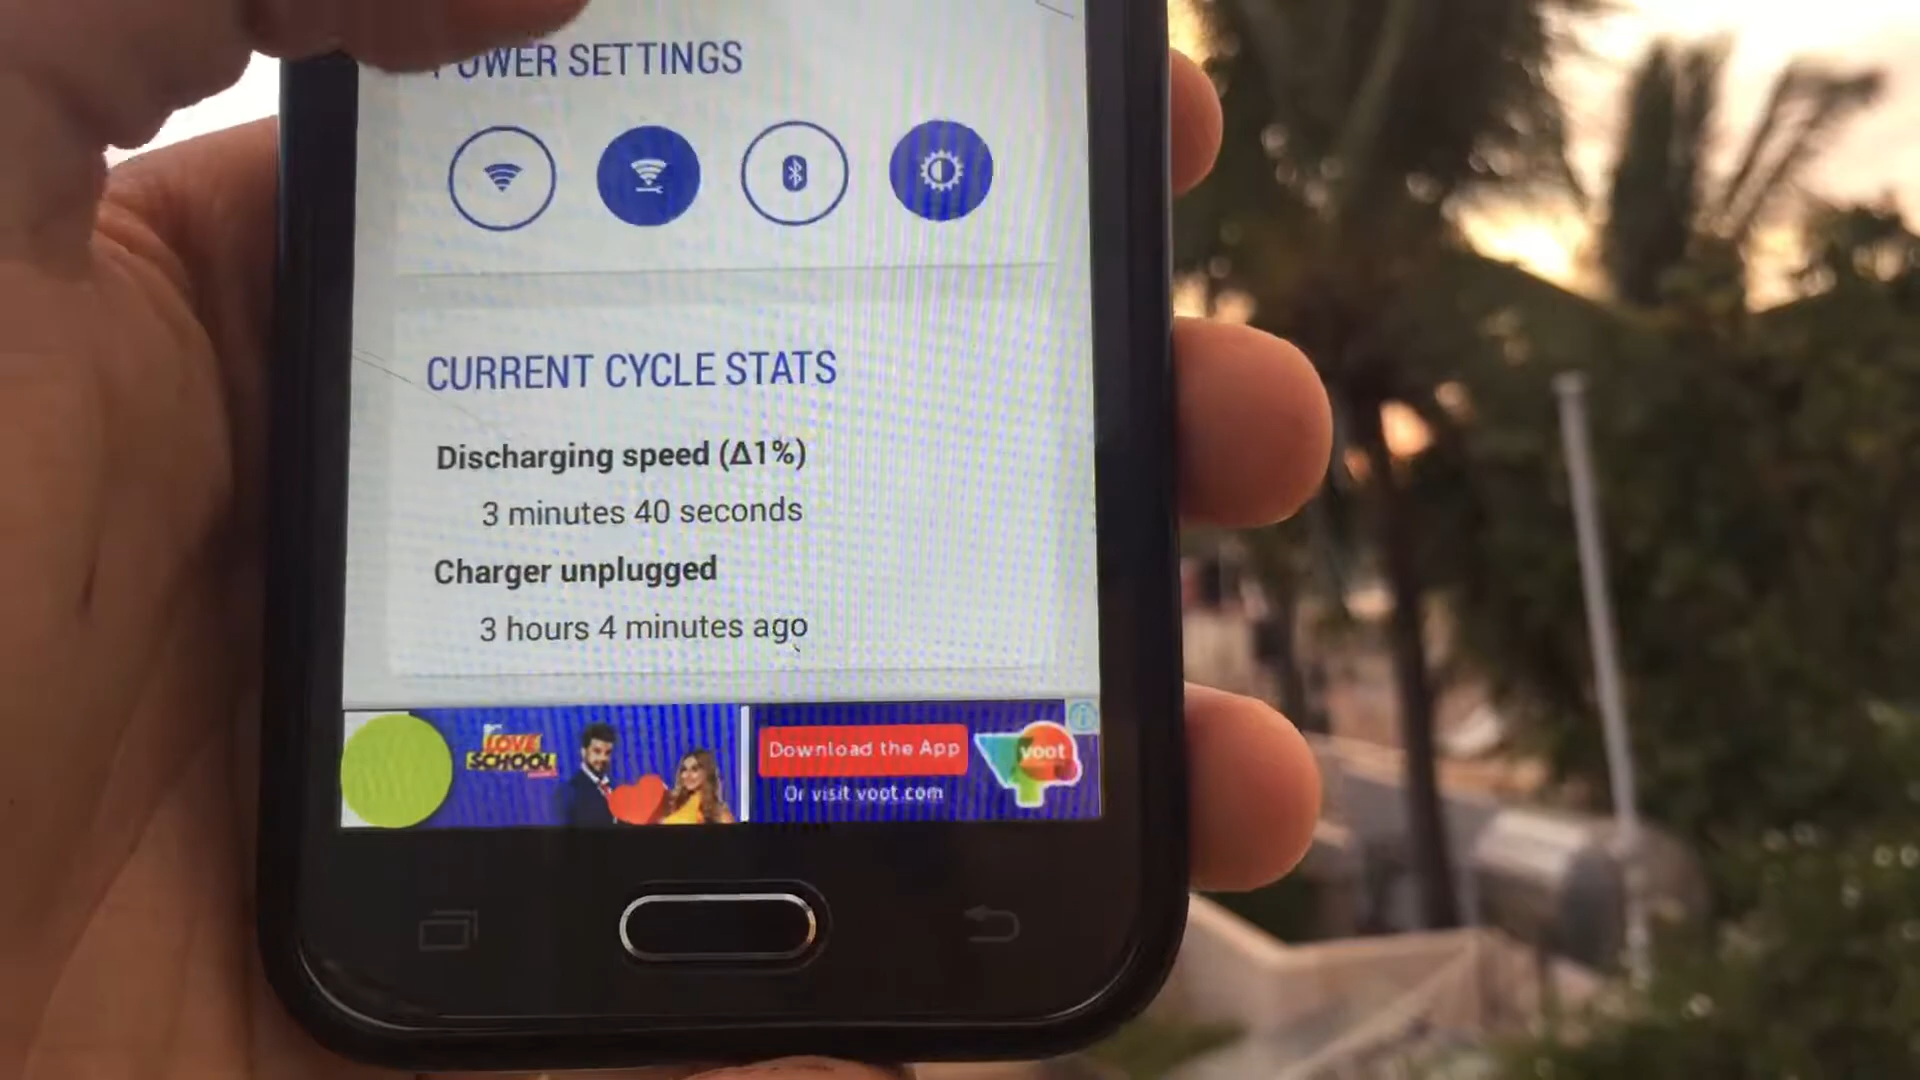 POWER SETTINGS
CURRENT CYCLE STATS
Discharging speed (Δ1%)
3 minutes 40 seconds
Charger unplugged
3 hours 4 minutes ago
LOVE
SCHOOL
Download the App
Or visit voot.com
voot